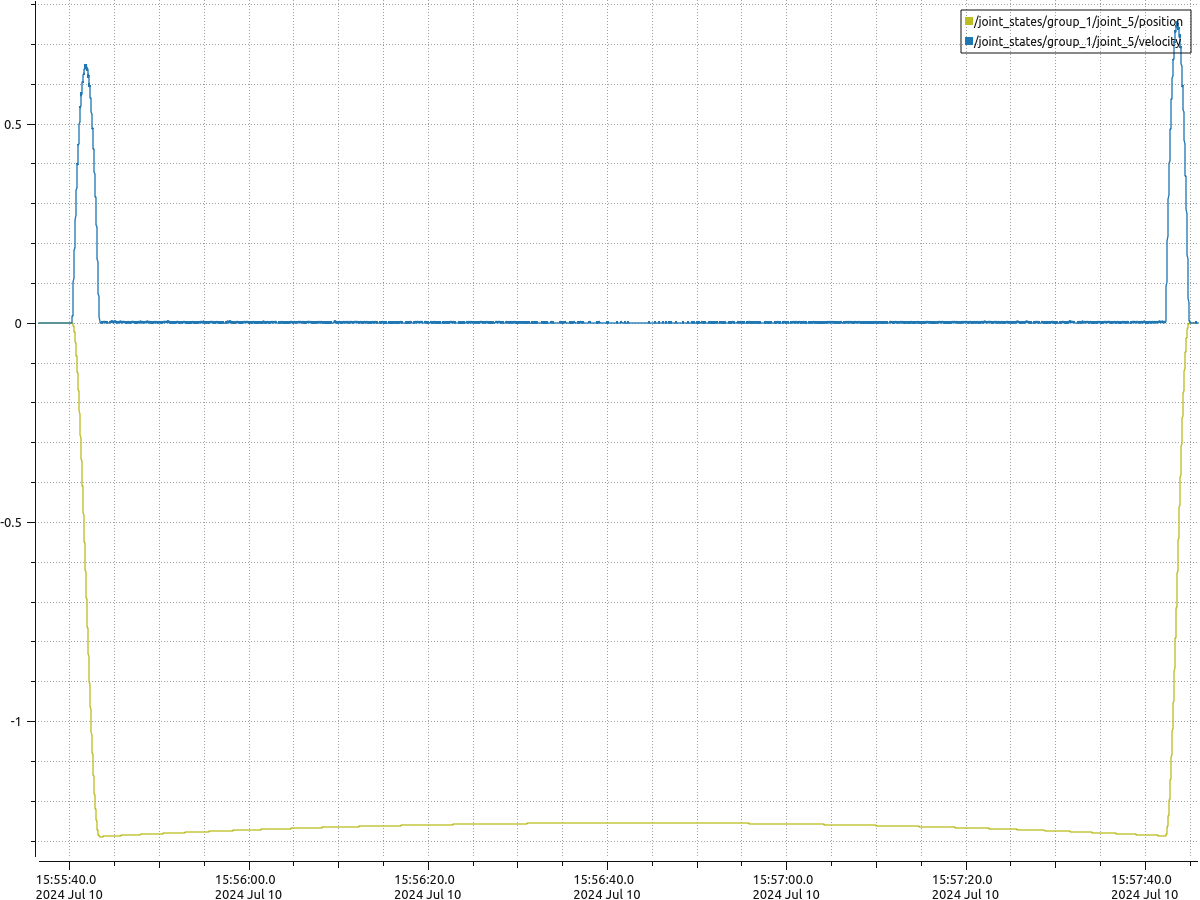 /joint_states/group_1/joint_5/position
/joint_states/group_1/joint_5/velocity
0.5
0
-0.5
-1
15:55:40.0 15:56:00.0 15:56:20.0 15:56:40.0 15:57:00.0 15:57:20.0 15:57:40.0
2024 Jul 10 2024 Jul 10 2024 Jul 10 2024 Jul 10 2024 Jul 10 2024 Jul 10 2024 Jul 10